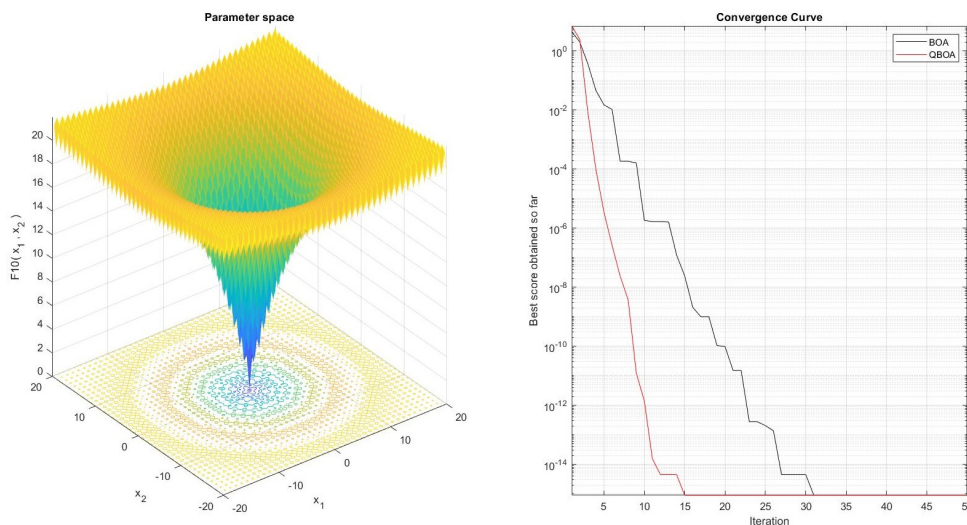 Parameter space
F10( x1 , x2 )
20
18
16
14
12
10
8
6
4
2
0
20
10
0
-10
-20
x2
-20
-10
0
10
20
x1
Convergence Curve
BOA
QBOA
Best score obtained so far
10^0
10^-2
10^-4
10^-6
10^-8
10^-10
10^-12
10^-14
5 10 15 20 25 30 35 40 45 50
Iteration